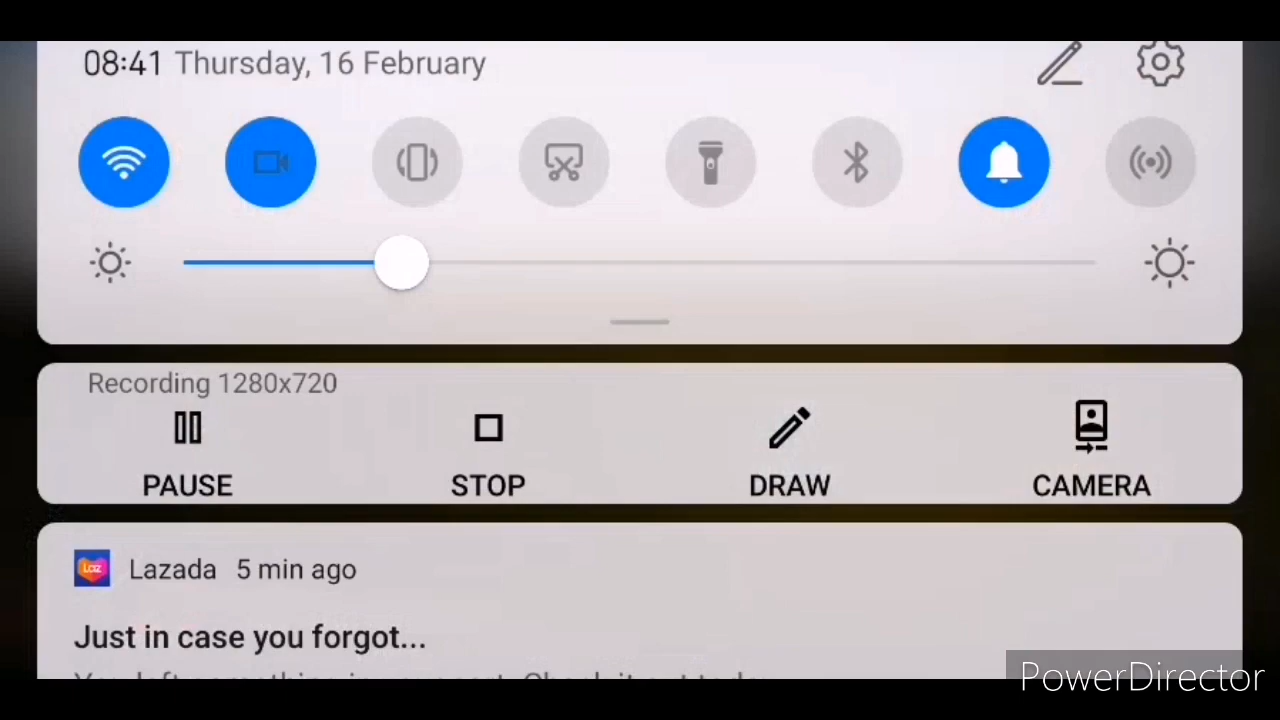 08:41 Thursday, 16 February
Recording 1280x720
PAUSE STOP DRAW CAMERA
Laz
Lazada 5 min ago
Just in case you forgot...
PowerDirector